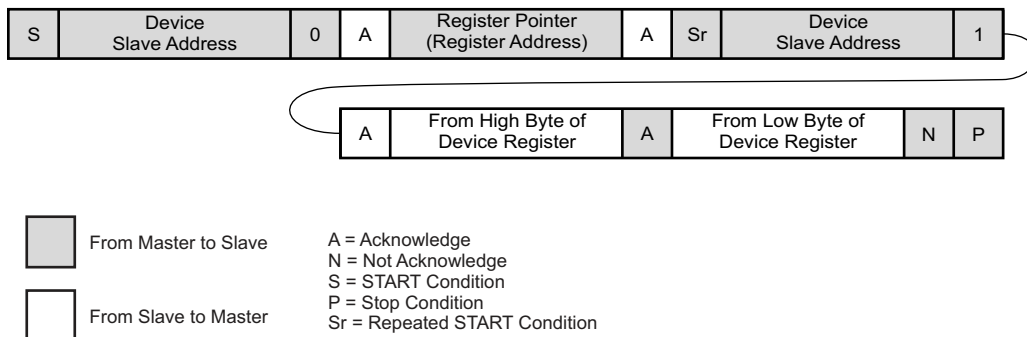 S Device Slave Address 0 A Register Pointer (Register Address) A Sr Device Slave Address 1
A From High Byte of Device Register A From Low Byte of Device Register N P
From Master to Slave
From Slave to Master
A = Acknowledge
N = Not Acknowledge
S = START Condition
P = Stop Condition
Sr = Repeated START Condition